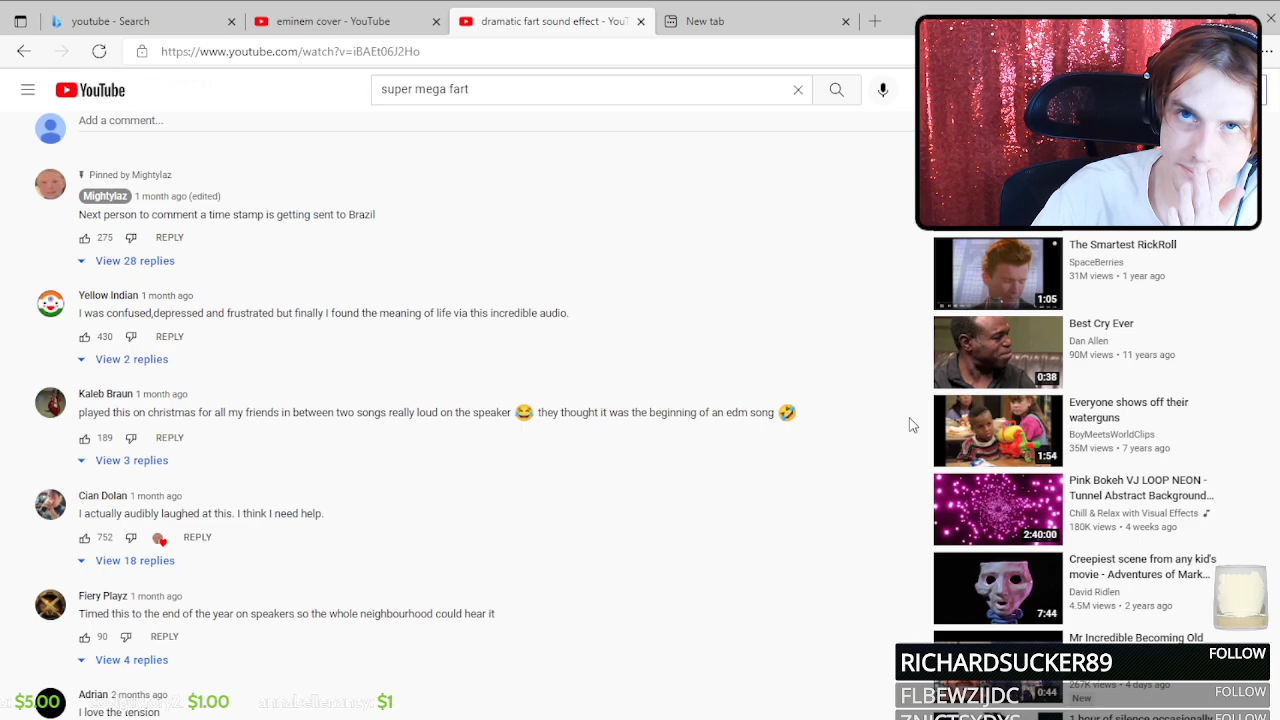 youtube - Search
eminem cover - YouTube
dramatic fart sound effect - YouT
New tab
https://www.youtube.com/watch?v=iBAEt06J2Ho
YouTube
super mega fart
Add a comment...
Pinned by Mightylaz
Mightylaz 1 month ago (edited)
Next person to comment a time stamp is getting sent to Brazil
275 REPLY
View 28 replies
Yellow Indian 1 month ago
I was confused,depressed and frustrated but finally I found the meaning of life via this incredible audio.
430 REPLY
View 2 replies
Kaleb Braun 1 month ago
played this on christmas for all my friends in between two songs really loud on the speaker 😂 they thought it was the beginning of an edm song 🤣
189 REPLY
View 3 replies
Cian Dolan 1 month ago
I actually audibly laughed at this. I think I need help.
752 REPLY
View 18 replies
Fiery Playz 1 month ago
Timed this to the end of the year on speakers so the whole neighbourhood could hear it
90 REPLY
View 4 replies
Adrian 2 months ago
I love the
$5.00
$1.00
$1
The Smartest RickRoll
SpaceBerries
31M views • 1 year ago
1:05
Best Cry Ever
Dan Allen
90M views • 11 years ago
0:38
Everyone shows off their
waterguns
BoyMeetsWorldClips
35M views • 7 years ago
1:54
Pink Bokeh VJ LOOP NEON -
Tunnel Abstract Background...
Chill & Relax with Visual Effects
180K views • 4 weeks ago
2:40:00
Creepiest scene from any kid's
movie - Adventures of Mark...
David Ridlen
4.5M views • 2 years ago
7:44
Mr Incredible Becoming Old
RICHARDSUCKER89 FOLLOW
267K views • 4 days ago
0:44
FLBEWZIJDC FOLLOW
New
1 hour of silence occasionally
FOLLOW